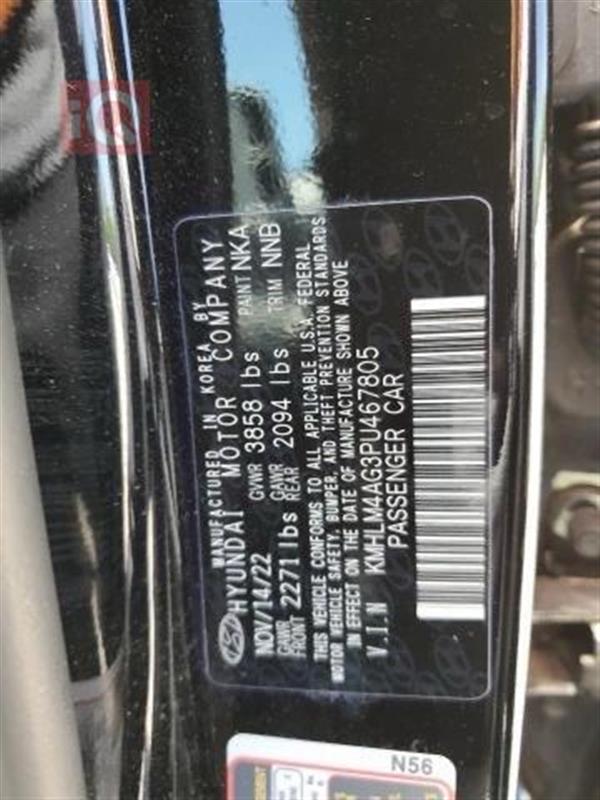 iQ
MANUFACTURED IN KOREA BY
HYUNDAI MOTOR COMPANY
NOV/14/22 GVWR 3858 lbs PAINT NKA
GAWR FRONT 2271 lbs GAWR REAR 2094 lbs TRIM NNB
THIS VEHICLE CONFORMS TO ALL APPLICABLE U.S.A. FEDERAL
MOTOR VEHICLE SAFETY, BUMPER, AND THEFT PREVENTION STANDARDS
IN EFFECT ON THE DATE OF MANUFACTURE SHOWN ABOVE
V.I.N KMHLM4AG3PU467805
PASSENGER CAR
N56